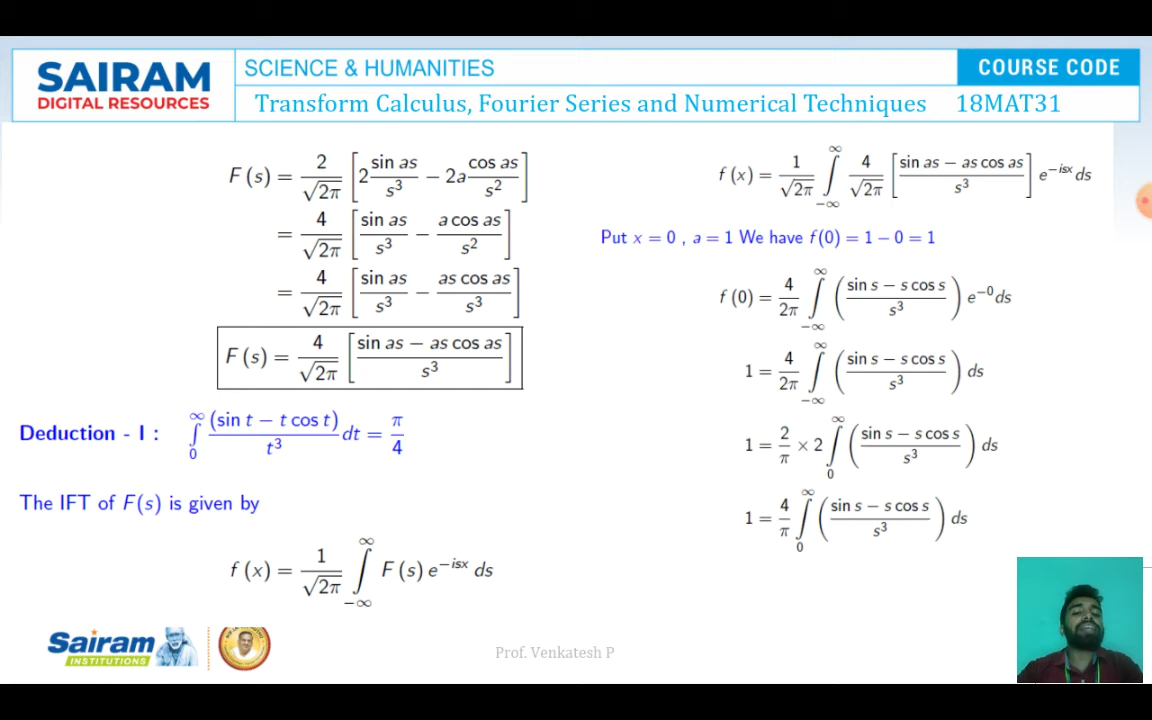 SAIRAM
DIGITAL RESOURCES
SCIENCE & HUMANITIES
COURSE CODE
Transform Calculus, Fourier Series and Numerical Techniques 18MAT31
F (s) = 2/√2π [2 sin as/s³ − 2a cos as/s²]
= 4/√2π [sin as/s³ − a cos as/s²]
= 4/√2π [sin as/s³ − as cos as/s³]
F (s) = 4/√2π [(sin as − as cos as)/s³]
Deduction - I : ∫₀^∞ (sin t − t cos t)/t³ dt = π/4
The IFT of F(s) is given by
f (x) = 1/√2π ∫₋∞^∞ F (s) e^−isx ds
f (x) = 1/√2π ∫₋∞^∞ 4/√2π [(sin as − as cos as)/s³] e^−isx ds
Put x = 0 , a = 1 We have f(0) = 1 − 0 = 1
f (0) = 4/2π ∫₋∞^∞ ((sin s − s cos s)/s³) e^−0 ds
1 = 4/2π ∫₋∞^∞ ((sin s − s cos s)/s³) ds
1 = 2/π × 2 ∫₀^∞ ((sin s − s cos s)/s³) ds
1 = 4/π ∫₀^∞ ((sin s − s cos s)/s³) ds
Sairam
INSTITUTIONS
Prof. Venkatesh P